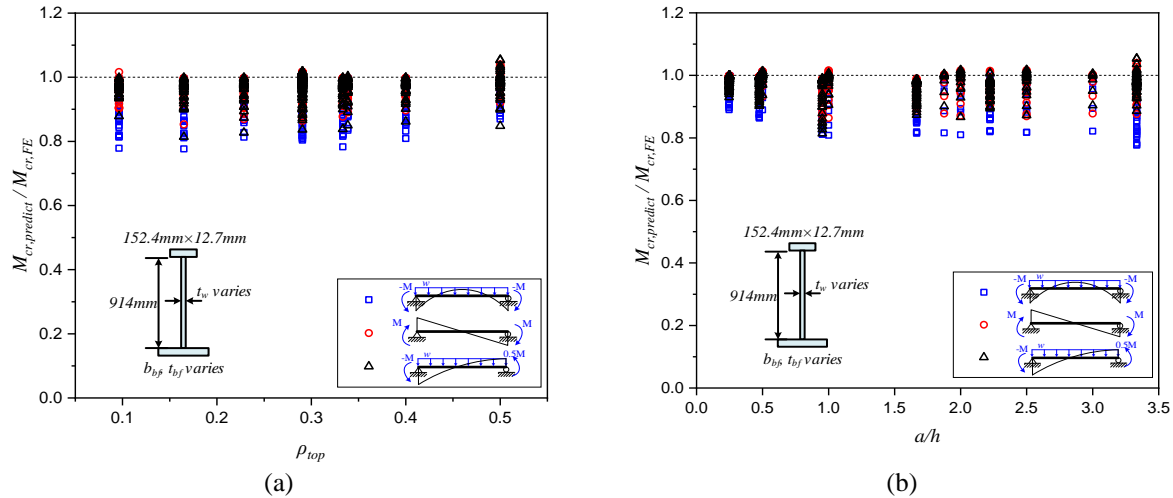 1.2
1.0
0.8
0.6
0.4
0.2
0.0
M_cr,predict / M_cr,FE
152.4mm×12.7mm
914mm
t_w varies
b_bf, t_bf varies
-M w -M
M M
-M w 0.5M
0.1 0.2 0.3 0.4 0.5
ρ_top
(a)
1.2
1.0
0.8
0.6
0.4
0.2
0.0
M_cr,predict / M_cr,FE
152.4mm×12.7mm
914mm
t_w varies
b_bf, t_bf varies
-M w -M
M M
-M w 0.5M
0.0 0.5 1.0 1.5 2.0 2.5 3.0 3.5
a/h
(b)